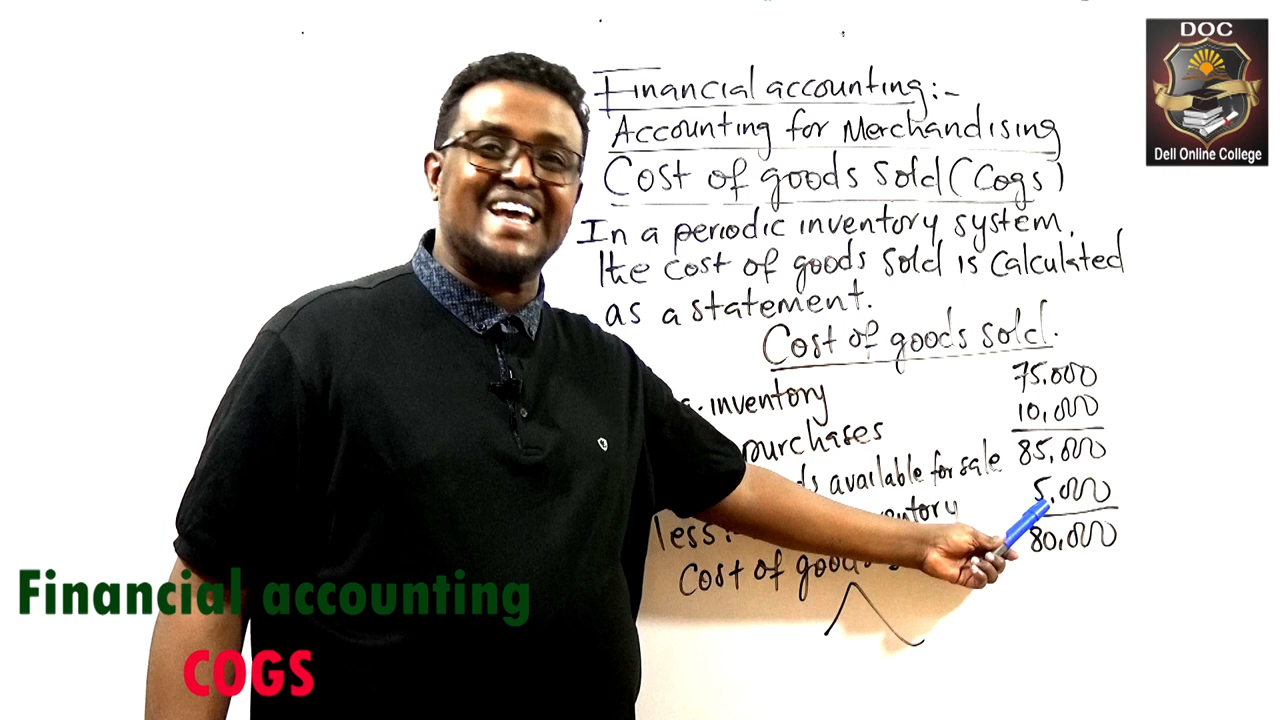 DOC
Dell Online College
Financial accounting:-
Accounting for Merchandising
Cost of goods Sold (Cogs)
In a periodic inventory system,
the cost of goods sold is calculated
as a statement.
Cost of goods sold.
inventory 75,000
purchases 10,000
available for sale 85,000
less: 5,000
Cost of goods 80,000
Financial accounting
COGS